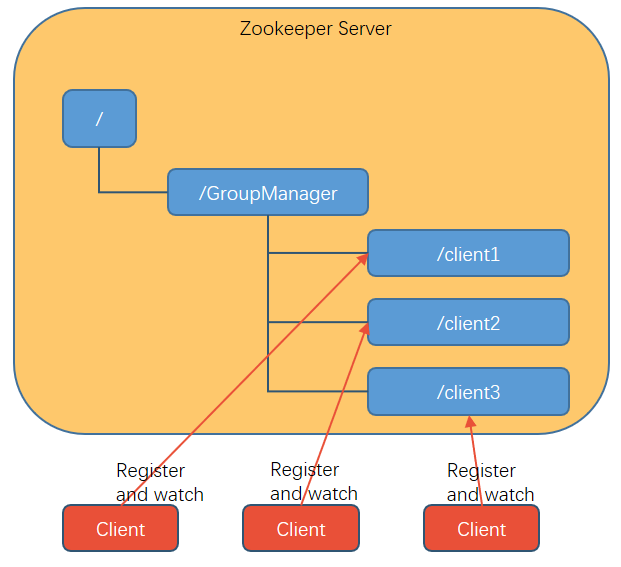 Zookeeper Server
/
/GroupManager
/client1
/client2
/client3
Register
and watch
Register
and watch
Register
and watch
Client
Client
Client